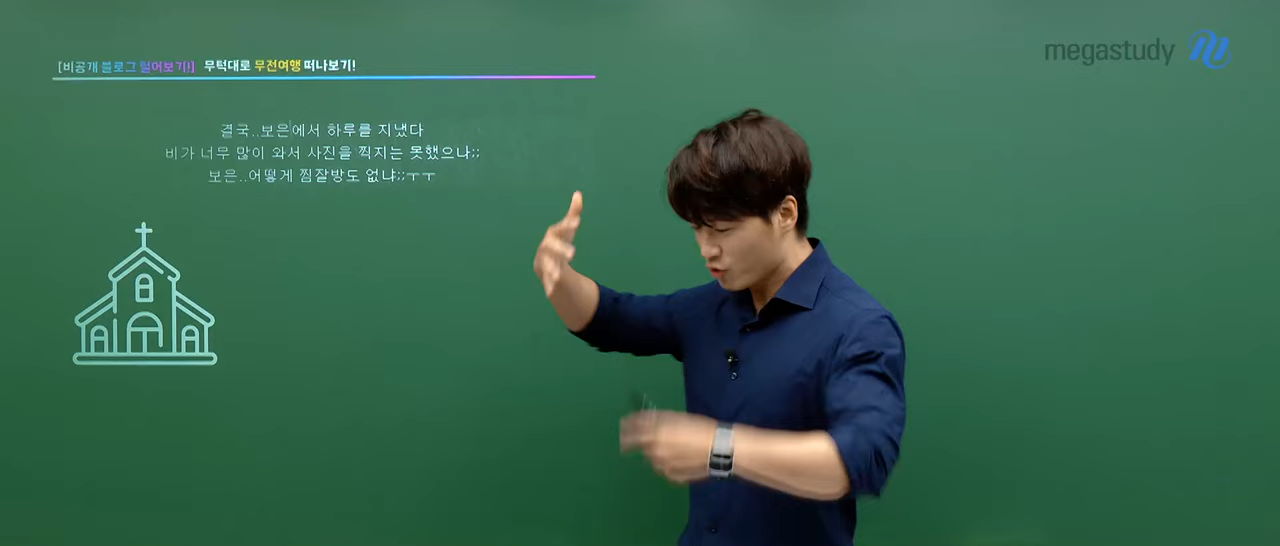 [비공개 블로그 털어보기!] 무턱대로 무전여행 떠나보기!
megastudy
결국..보은에서 하루를 지냈다
비가 너무 많이 와서 사진을 찍지는 못했으나;;
보은..어떻게 찜잘방도 없냐;;ㅜㅜ